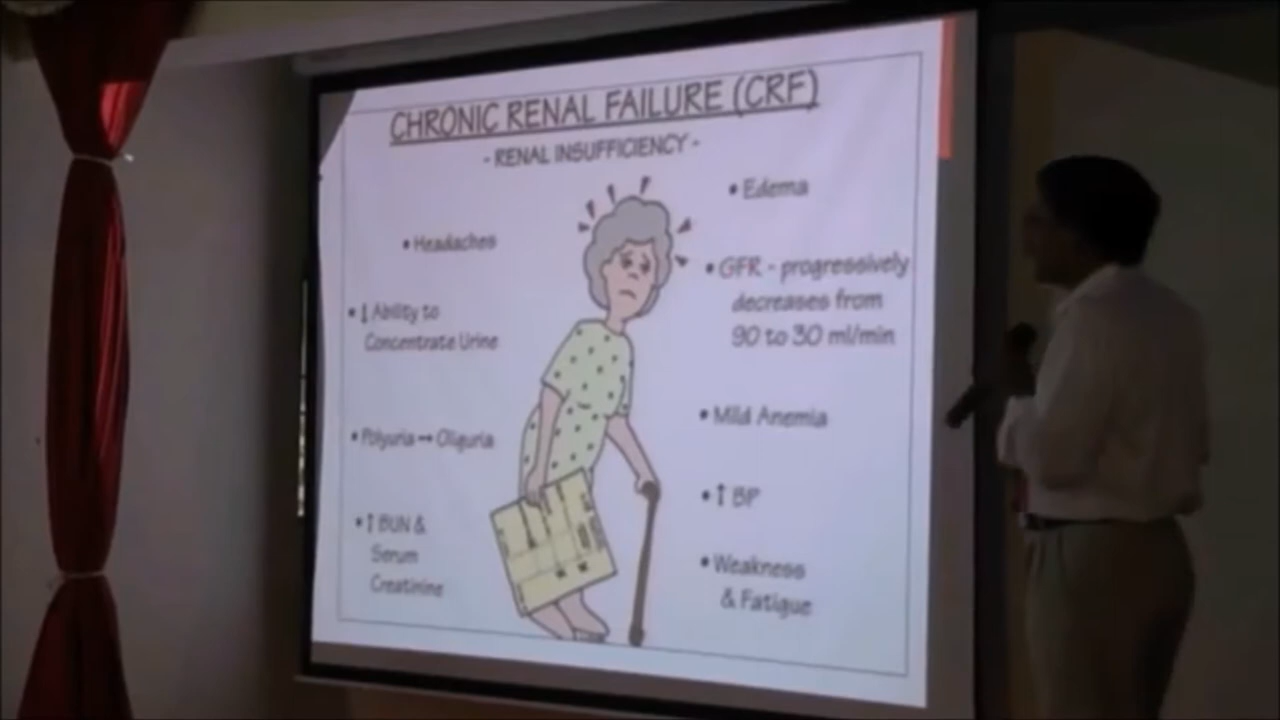 CHRONIC RENAL FAILURE (CRF)
- RENAL INSUFFICIENCY -
• Headaches
• ↓ Ability to
Concentrate Urine
• Polyuria → Oliguria
• ↑ BUN &
Serum
Creatinine
• Edema
• GFR - progressively
decreases from
90 to 30 ml/min
• Mild Anemia
• ↑ BP
• Weakness
& Fatigue